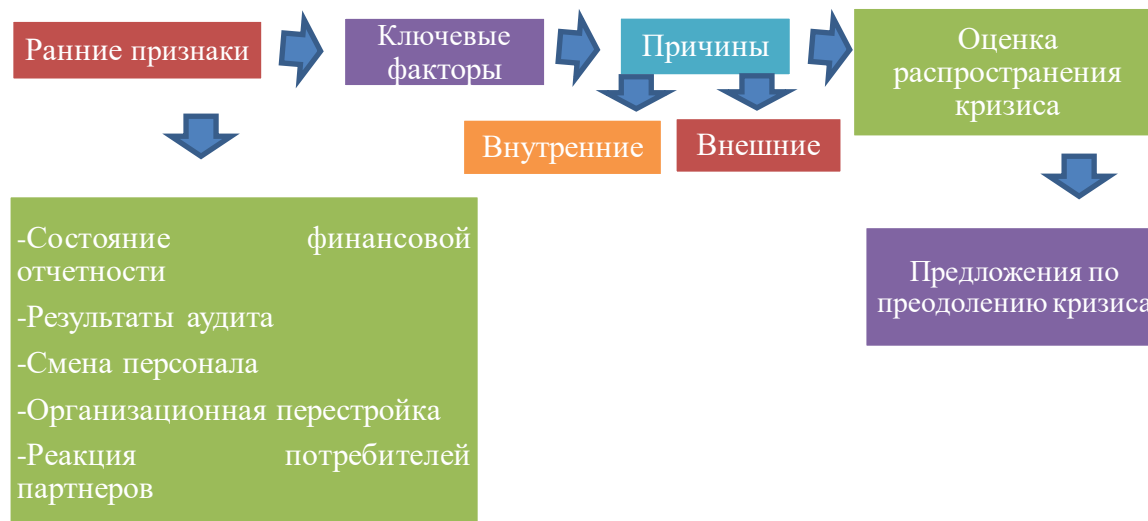 Ранние признаки
Ключевые
факторы
Причины
Оценка
распространения
кризиса
Внутренние
Внешние
-Состояние финансовой
отчетности
-Результаты аудита
-Смена персонала
-Организационная перестройка
-Реакция потребителей
партнеров
Предложения по
преодолению кризиса